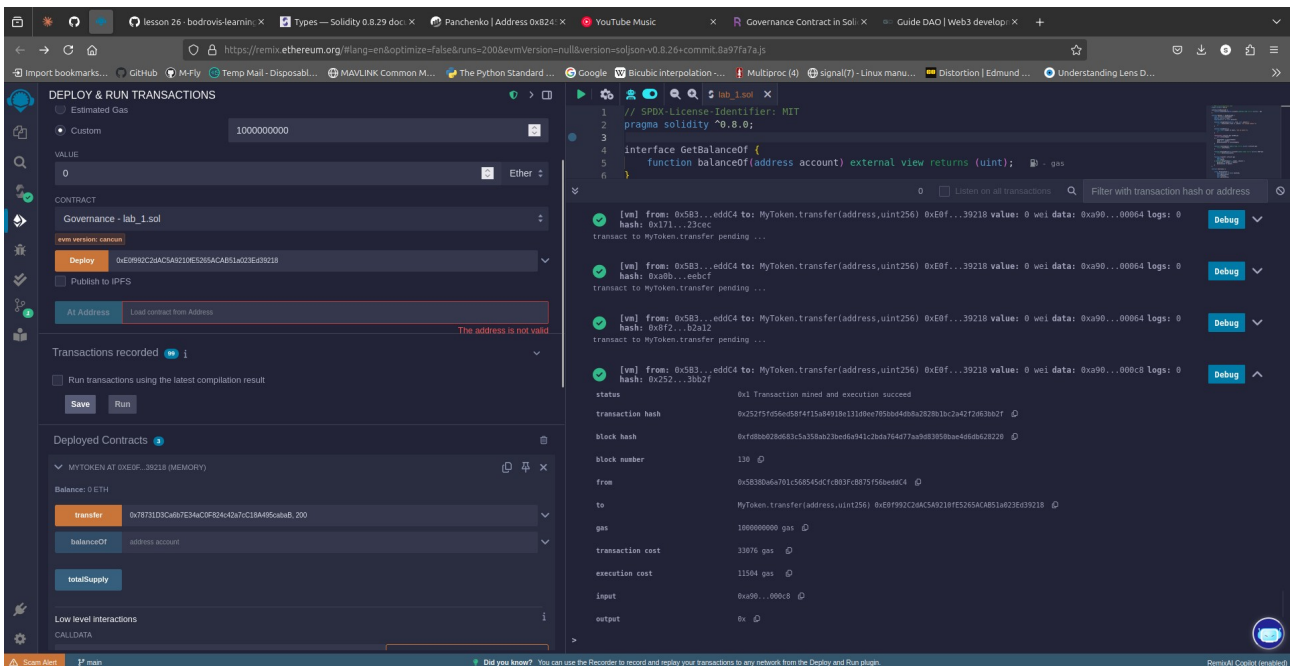 lesson 26 · bodrovis-learning
Types — Solidity 0.8.29 docu
Panchenko | Address 0x824
YouTube Music
Governance Contract in Soli
Guide DAO | Web3 developr
https://remix.ethereum.org/#lang=en&optimize=false&runs=200&evmVersion=null&version=soljson-v0.8.26+commit.8a97fa7a.js
Import bookmarks...
GitHub
M-Fly
Temp Mail - Disposabl...
MAVLINK Common M...
The Python Standard ...
Google
Bicubic interpolation -...
Multiproc (4)
signal(7) - Linux manu...
Distortion | Edmund ...
Understanding Lens D...
DEPLOY & RUN TRANSACTIONS
Estimated Gas
Custom
1000000000
VALUE
0
Ether
CONTRACT
Governance - lab_1.sol
evm version: cancun
Deploy
0xE0f992C2dAC5A9210fE5265ACAB51a023Ed39218
Publish to IPFS
At Address
Load contract from Address
The address is not valid
Transactions recorded 99 i
Run transactions using the latest compilation result
Save
Run
Deployed Contracts 3
MYTOKEN AT 0XE0F...39218 (MEMORY)
Balance: 0 ETH
transfer
0x78731D3Ca6b7E34aC0F824c42a7cC18A495cabaB, 200
balanceOf
address account
totalSupply
Low level interactions
i
CALLDATA
lab_1.sol
1 // SPDX-License-Identifier: MIT
2 pragma solidity ^0.8.0;
3
4 interface GetBalanceOf {
5 function balanceOf(address account) external view returns (uint); - gas
6 }
0
Listen on all transactions
Filter with transaction hash or address
[vm] from: 0x5B3...eddC4 to: MyToken.transfer(address,uint256) 0xE0f...39218 value: 0 wei data: 0xa90...00064 logs: 0
hash: 0x171...23cec
Debug
transact to MyToken.transfer pending ...
[vm] from: 0x5B3...eddC4 to: MyToken.transfer(address,uint256) 0xE0f...39218 value: 0 wei data: 0xa90...00064 logs: 0
hash: 0xa0b...eebcf
Debug
transact to MyToken.transfer pending ...
[vm] from: 0x5B3...eddC4 to: MyToken.transfer(address,uint256) 0xE0f...39218 value: 0 wei data: 0xa90...00064 logs: 0
hash: 0x8f2...b2a12
Debug
transact to MyToken.transfer pending ...
[vm] from: 0x5B3...eddC4 to: MyToken.transfer(address,uint256) 0xE0f...39218 value: 0 wei data: 0xa90...000c8 logs: 0
hash: 0x252...3bb2f
Debug
status 0x1 Transaction mined and execution succeed
transaction hash 0x252f5fd56ed58f4f15a84918e131d0ee705bbd4db8a2828b1bc2a42f2d63bb2f
block hash 0xfd8bb028d683c5a358ab23bed6a941c2bda764d77aa9d83050bae4d6db628220
block number 130
from 0x5B38Da6a701c568545dCfcB03FcB875f56beddC4
to MyToken.transfer(address,uint256) 0xE0f992C2dAC5A9210fE5265ACAB51a023Ed39218
gas 1000000000 gas
transaction cost 33076 gas
execution cost 11504 gas
input 0xa90...000c8
output 0x
>
Scam Alert
main
Did you know? You can use the Recorder to record and replay your transactions to any network from the Deploy and Run plugin.
RemixAI Copilot (enabled)